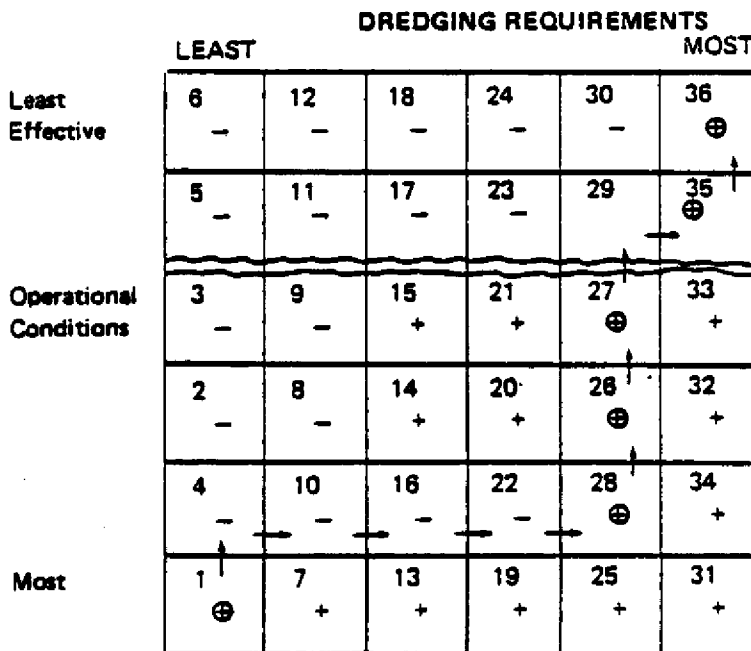 DREDGING REQUIREMENTS
LEAST MOST
Least Effective 6 12 18 24 30 36
− − − − − ⊕
5 11 17 23 29 35
− − − − ⊕
Operational Conditions 3 9 15 21 27 33
− − + + ⊕ +
2 8 14 20 26 32
− − + + ⊕ +
4 10 16 22 28 34
− − − − ⊕ +
Most 1 7 13 19 25 31
⊕ + + + + +